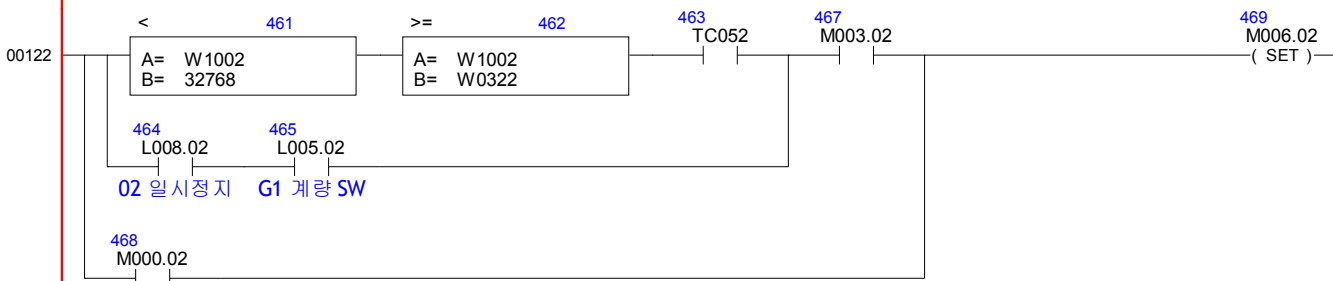 < 461 >= 462 463 467 469
TC052 M003.02 M006.02
00122 A= W1002 A= W1002 ( SET )
B= 32768 B= W0322
464 465
L008.02 L005.02
02 일시정지 G1 계량 SW
468
M000.02